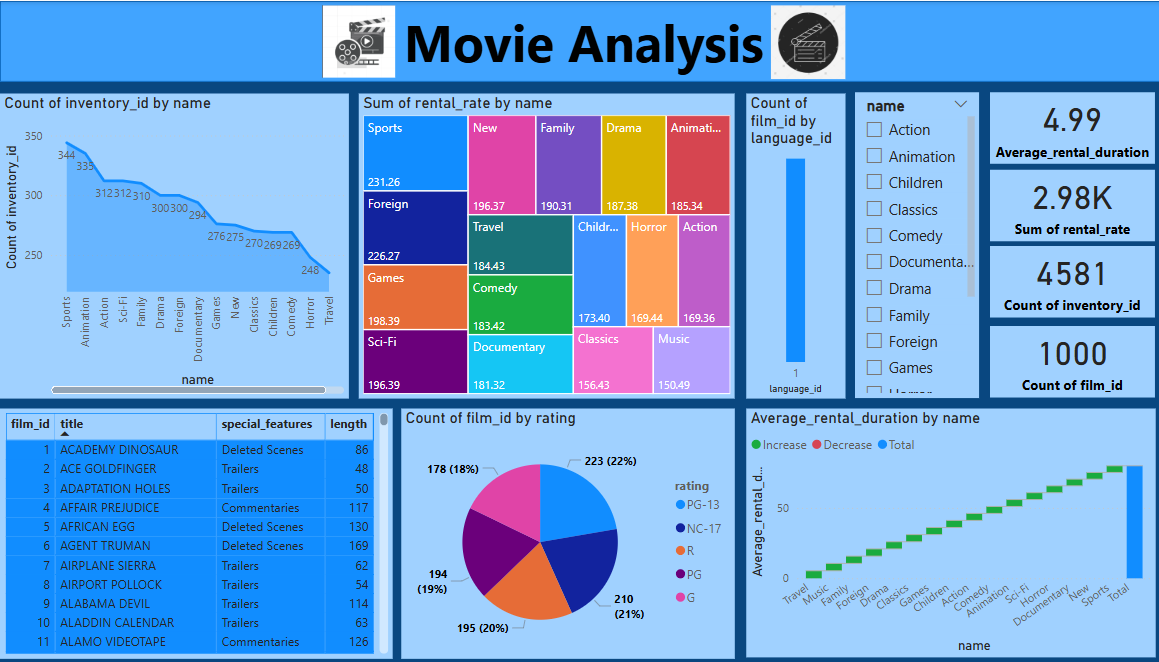 Movie Analysis
Count of inventory_id by name
Count of inventory_id
350
300
250
344
335
312
312
310
300
300
294
276
275
270
269
269
248
Sports
Animation
Action
Sci-Fi
Family
Drama
Foreign
Documentary
Games
New
Classics
Children
Comedy
Horror
Travel
name
Sum of rental_rate by name
Sports
231.26
Foreign
226.27
Games
198.39
Sci-Fi
196.39
New
196.37
Family
190.31
Drama
187.38
Animati...
185.34
Travel
184.43
Comedy
183.42
Documentary
181.32
Childr...
173.40
Horror
169.44
Action
169.36
Classics
156.43
Music
150.49
Count of
film_id by
language_id
1
language_id
name
Action
Animation
Children
Classics
Comedy
Documenta...
Drama
Family
Foreign
Games
Horror
4.99
Average_rental_duration
2.98K
Sum of rental_rate
4581
Count of inventory_id
1000
Count of film_id
film_id title special_features length
1 ACADEMY DINOSAUR Deleted Scenes 86
2 ACE GOLDFINGER Trailers 48
3 ADAPTATION HOLES Trailers 50
4 AFFAIR PREJUDICE Commentaries 117
5 AFRICAN EGG Deleted Scenes 130
6 AGENT TRUMAN Deleted Scenes 169
7 AIRPLANE SIERRA Trailers 62
8 AIRPORT POLLOCK Trailers 54
9 ALABAMA DEVIL Trailers 114
10 ALADDIN CALENDAR Trailers 63
11 ALAMO VIDEOTAPE Commentaries 126
Count of film_id by rating
223 (22%)
210
(21%)
195 (20%)
194
(19%)
178 (18%)
rating
PG-13
NC-17
R
PG
G
Average_rental_duration by name
Increase Decrease Total
Average_rental_d...
50
0
Travel
Music
Family
Foreign
Drama
Classics
Games
Children
Action
Comedy
Animation
Sci-Fi
Horror
Documentary
New
Sports
Total
name